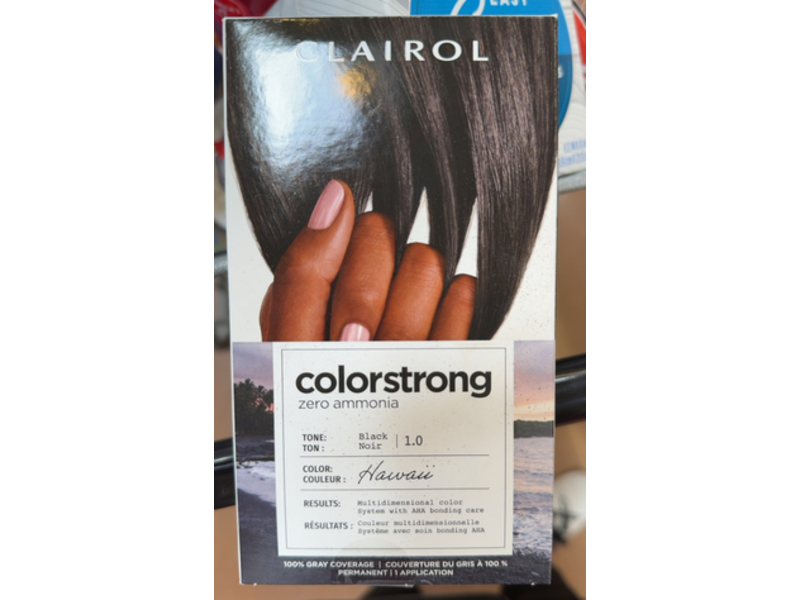 EASY
CLAIROL
colorstrong
zero ammonia
TONE: Black | 1.0
TON : Noir
COLOR:
COULEUR : Hawaii
RESULTS: Multidimensional color
System with AHA bonding care
RÉSULTATS : Couleur multidimensionnelle
Système avec soin bonding AHA
100% GRAY COVERAGE | COUVERTURE DU GRIS À 100 %
PERMANENT | 1 APPLICATION